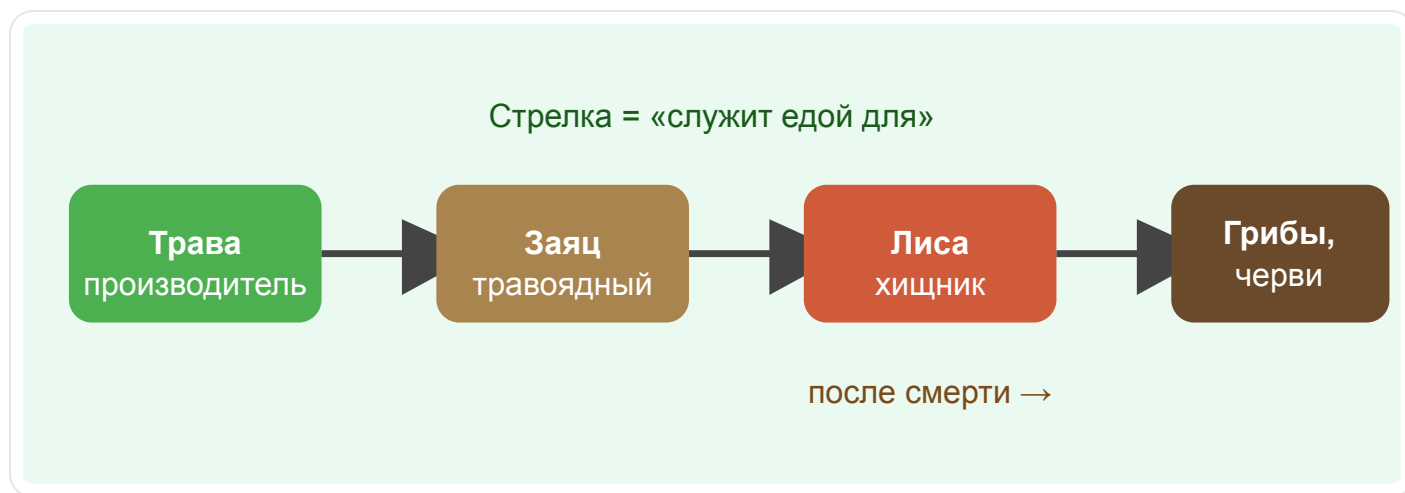 Стрелка = «служит едой для»
Трава
производитель
Заяц
травоядный
Лиса
хищник
Грибы,
черви
после смерти →